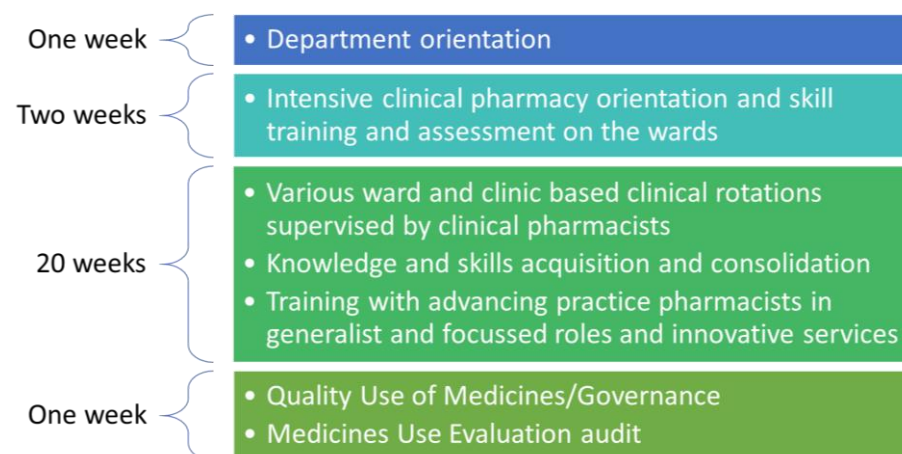 One week
• Department orientation
Two weeks
• Intensive clinical pharmacy orientation and skill
training and assessment on the wards
20 weeks
• Various ward and clinic based clinical rotations
supervised by clinical pharmacists
• Knowledge and skills acquisition and consolidation
• Training with advancing practice pharmacists in
generalist and focussed roles and innovative services
One week
• Quality Use of Medicines/Governance
• Medicines Use Evaluation audit